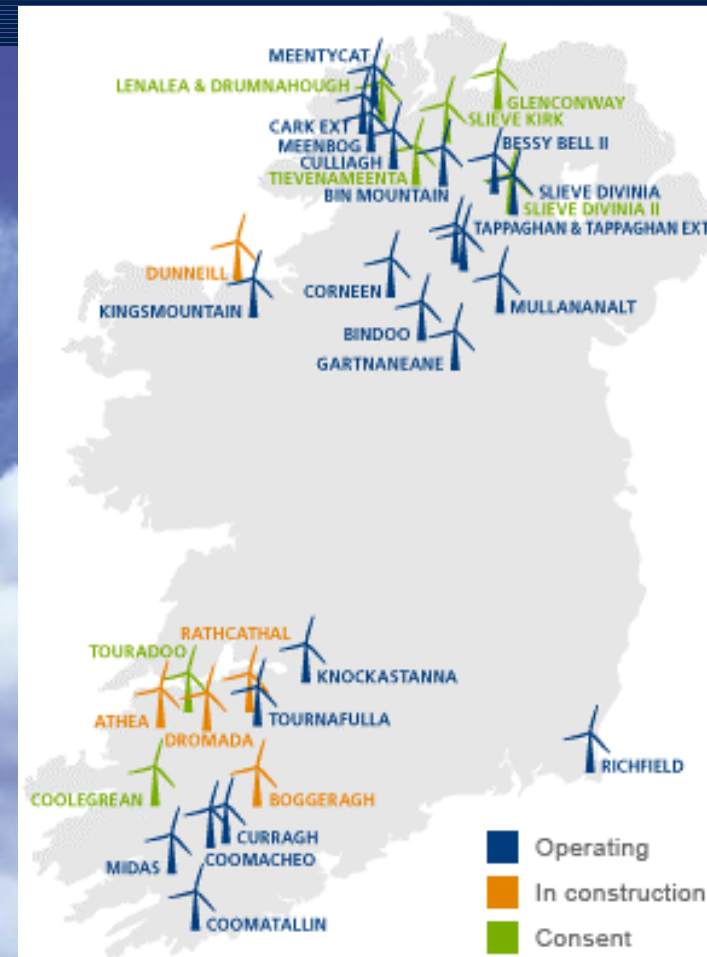 MEENTYCAT
LENALEA & DRUMNAHOUGH
GLENCONWAY
SLIEVE KIRK
CARK EXT
MEENBOG
CULLIAGH
BESSY BELL II
TIEVENAMEENTA
BIN MOUNTAIN
SLIEVE DIVINIA
SLIEVE DIVINIA II
TAPPAGHAN & TAPPAGHAN EXT
DUNNEILL
KINGSMOUNTAIN
CORNEEN
MULLANANALT
BINDOO
GARTNANEANE
RATHCATHAL
TOURADOO
KNOCKASTANNA
ATHEA
TOURNAFULLA
DROMADA
RICHFIELD
COOLEGREAN
BOGGERAGH
CURRAGH
COOMACHEO
MIDAS
COOMATALLIN
Operating
In construction
Consent